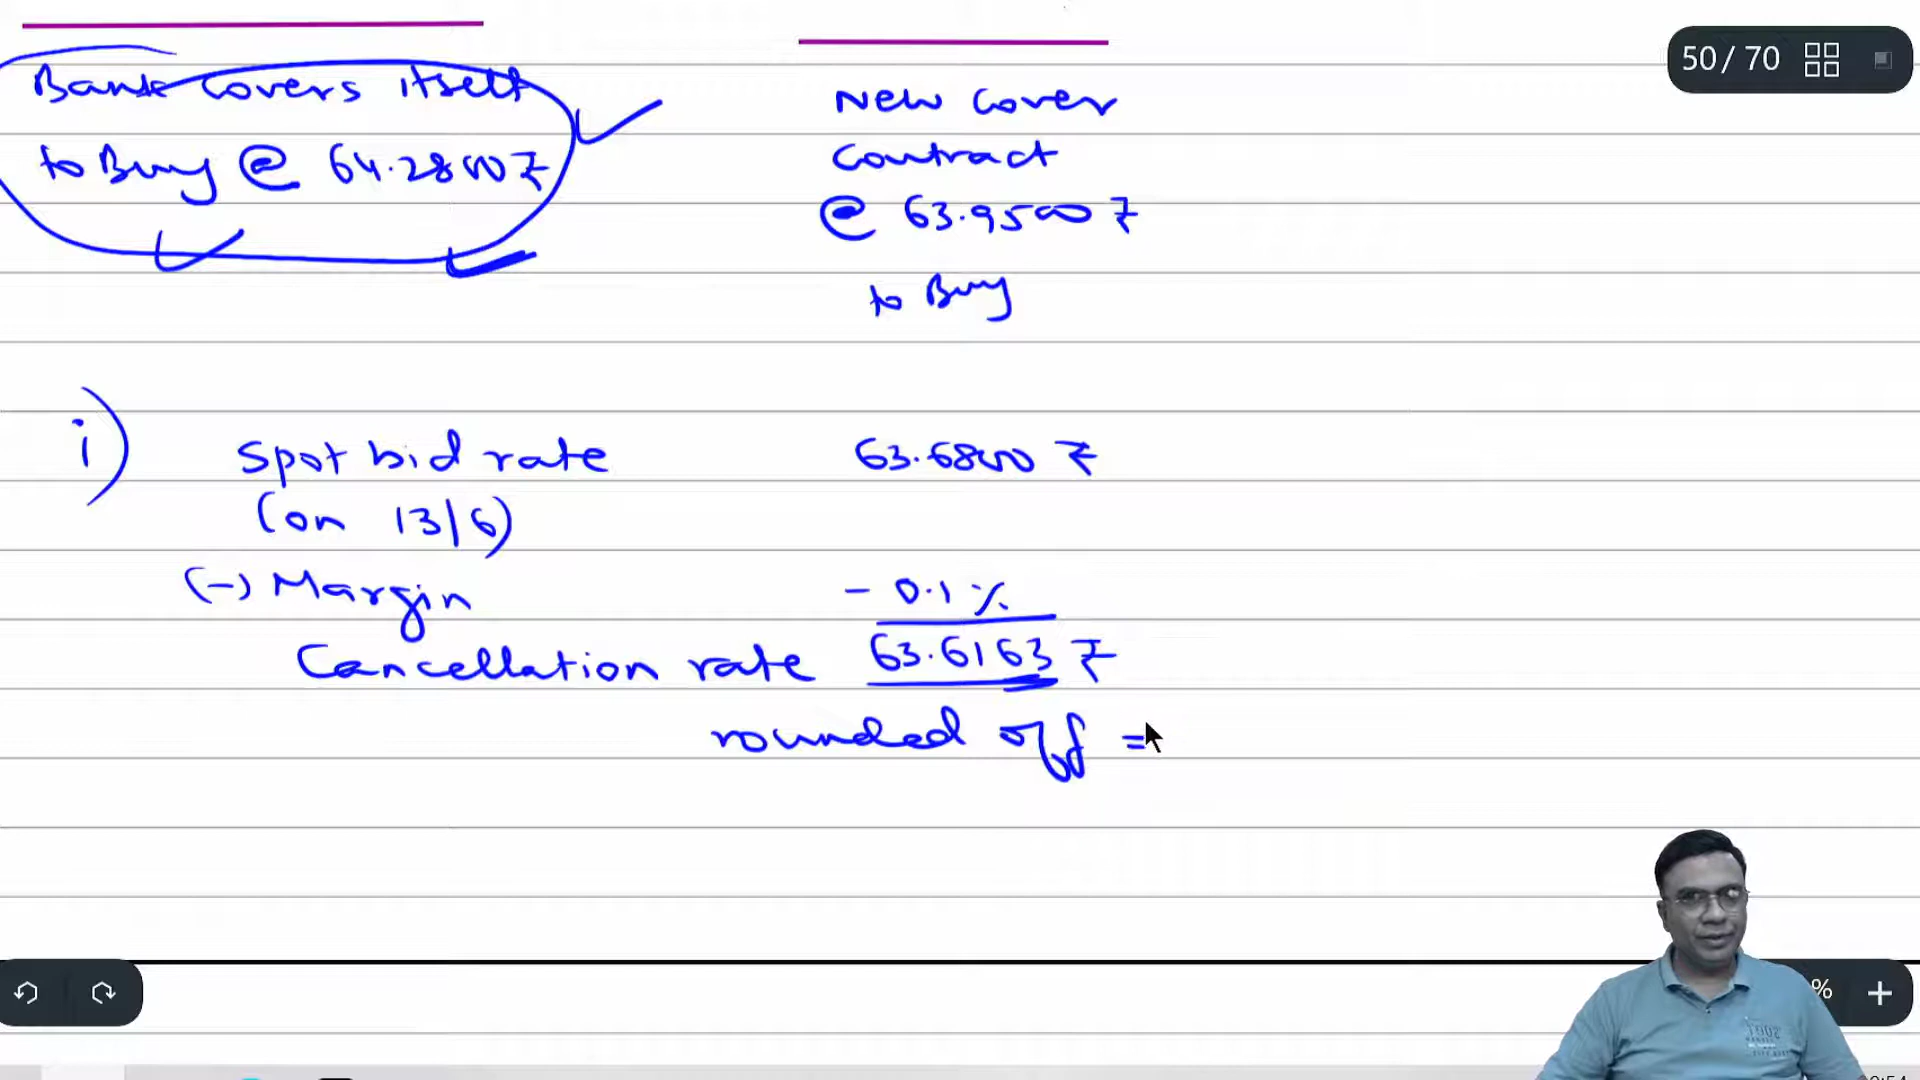 50 / 70
Bank covers itself
to Buy @ 64.2800 ₹
New cover
contract
@ 63.9500 ₹
to Buy
i)
Spot bid rate 63.6800 ₹
(on 13/6)
(-) Margin - 0.1 %
Cancellation rate 63.6163 ₹
rounded off =
% +